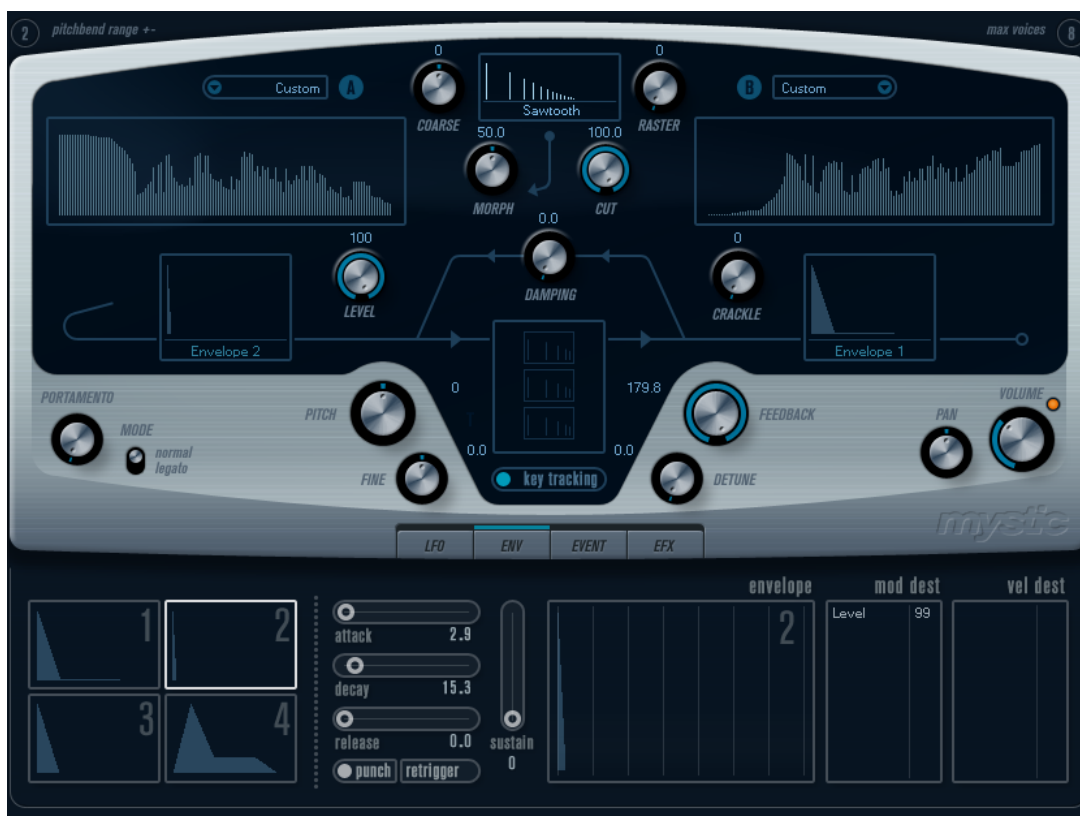 2 pitchbend range +-
max voices 8
0
0
Custom A
B Custom
Sawtooth
COARSE
RASTER
50.0
100.0
MORPH
CUT
0.0
100
0
DAMPING
LEVEL
CRACKLE
Envelope 2
Envelope 1
PORTAMENTO
0
179.8
VOLUME
PITCH
FEEDBACK
PAN
MODE
normal
legato
0.0
0.0
FINE
key tracking
DETUNE
mystic
LFO
ENV
EVENT
EFX
envelope
mod dest
vel dest
1
2
2
Level 99
attack 2.9
decay 15.3
3
4
release 0.0
sustain
0
punch
retrigger